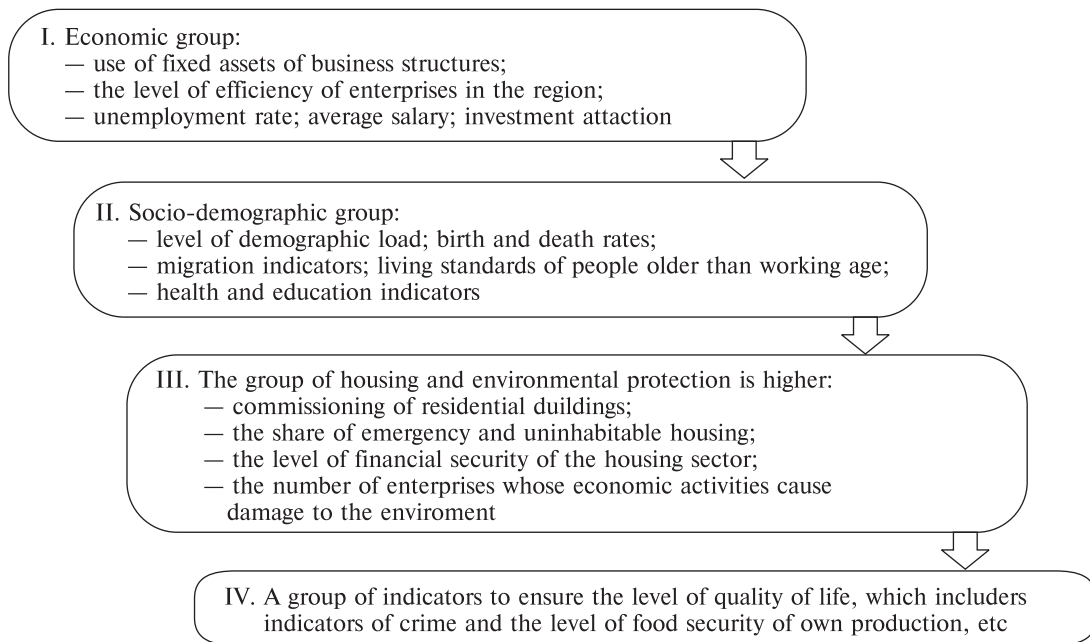 I. Economic group:
— use of fixed assets of business structures;
— the level of efficiency of enterprises in the region;
— unemployment rate; average salary; investment attaction
II. Socio-demographic group:
— level of demographic load; birth and death rates;
— migration indicators; living standards of people older than working age;
— health and education indicators
III. The group of housing and environmental protection is higher:
— commissioning of residential duildings;
— the share of emergency and uninhabitable housing;
— the level of financial security of the housing sector;
— the number of enterprises whose economic activities cause
damage to the enviroment
IV. A group of indicators to ensure the level of quality of life, which includers
indicators of crime and the level of food security of own production, etc